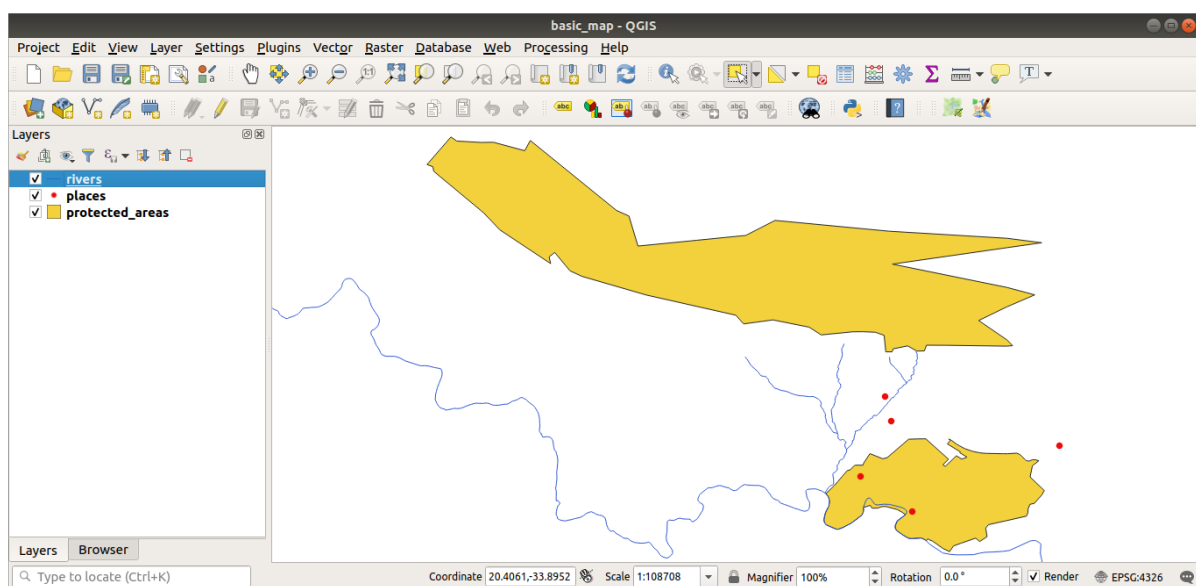 basic_map - QGIS
Project Edit View Layer Settings Plugins Vector Raster Database Web Processing Help
Layers
rivers
places
protected_areas
Layers Browser
Type to locate (Ctrl+K) Coordinate 20.4061,-33.8952 Scale 1:108708 Magnifier 100% Rotation 0.0 ° Render EPSG:4326